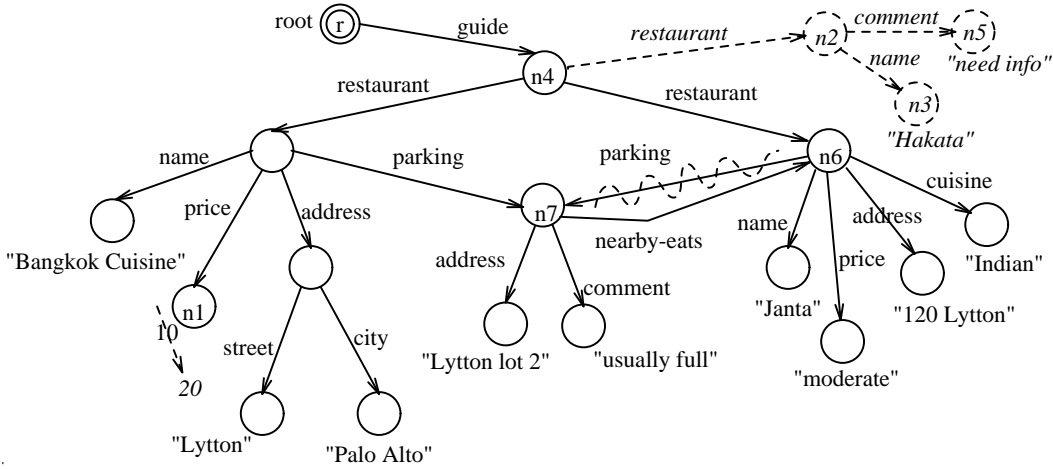 root
r
guide
n4
restaurant
n2
comment
n5
"need info"
name
n3
"Hakata"
restaurant
restaurant
name
parking
parking
n6
cuisine
price
address
n7
nearby-eats
name
address
"Bangkok Cuisine"
address
price
"Indian"
n1
comment
"Janta"
"120 Lytton"
10
street
city
"Lytton lot 2"
"usually full"
20
"moderate"
"Lytton"
"Palo Alto"